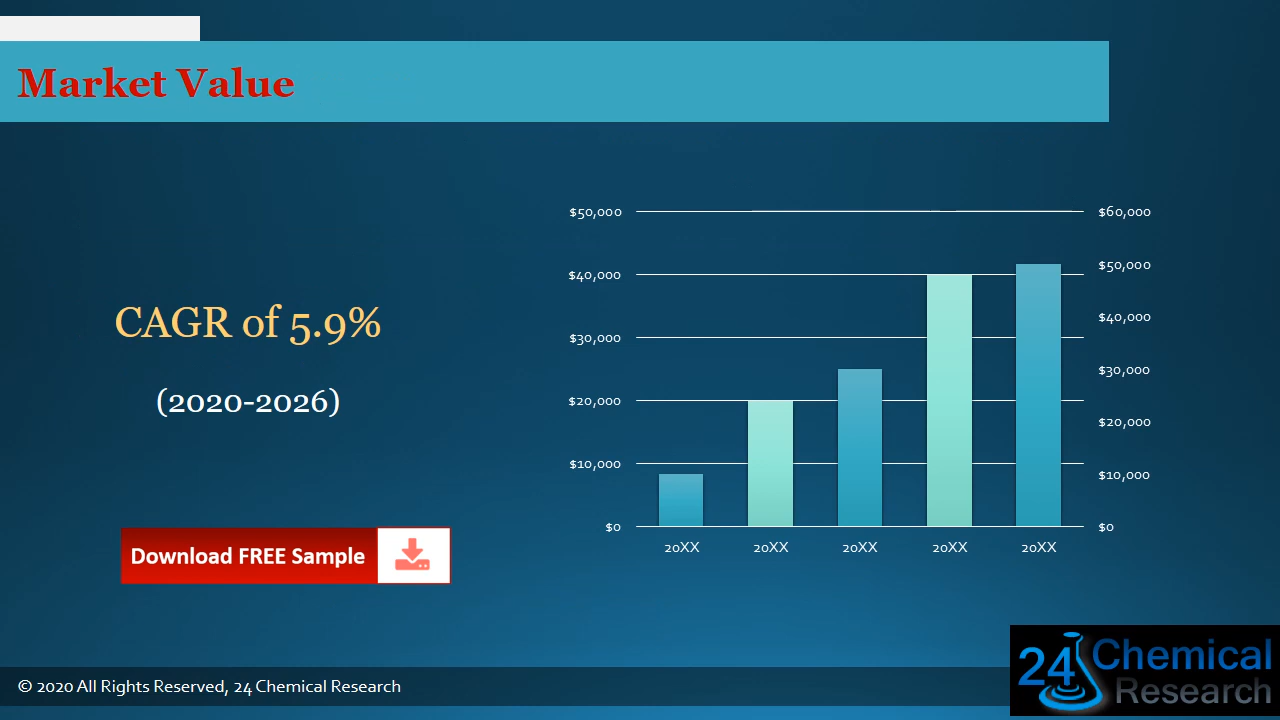 Market Value
CAGR of 5.9%
(2020-2026)
Download FREE Sample
$50,000
$40,000
$30,000
$20,000
$10,000
$0
$60,000
$50,000
$40,000
$30,000
$20,000
$10,000
$0
20XX 20XX 20XX 20XX 20XX
© 2020 All Rights Reserved, 24 Chemical Research
24 Chemical
Research